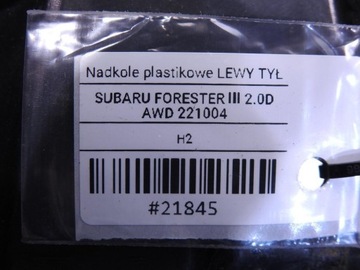 Nadkole plastikowe LEWY TYŁ
SUBARU FORESTER III 2.0D
AWD 221004
H2
#21845